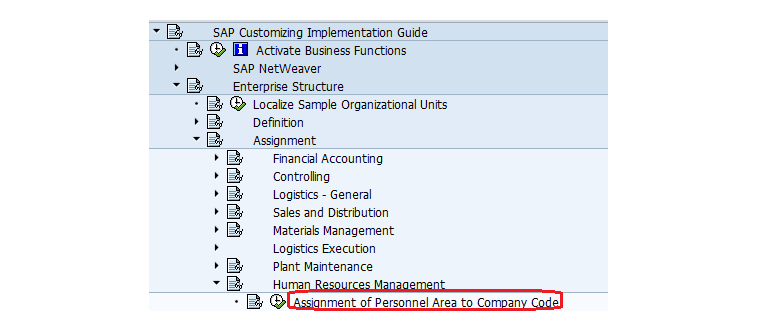 SAP Customizing Implementation Guide
Activate Business Functions
SAP NetWeaver
Enterprise Structure
Localize Sample Organizational Units
Definition
Assignment
Financial Accounting
Controlling
Logistics - General
Sales and Distribution
Materials Management
Logistics Execution
Plant Maintenance
Human Resources Management
Assignment of Personnel Area to Company Code